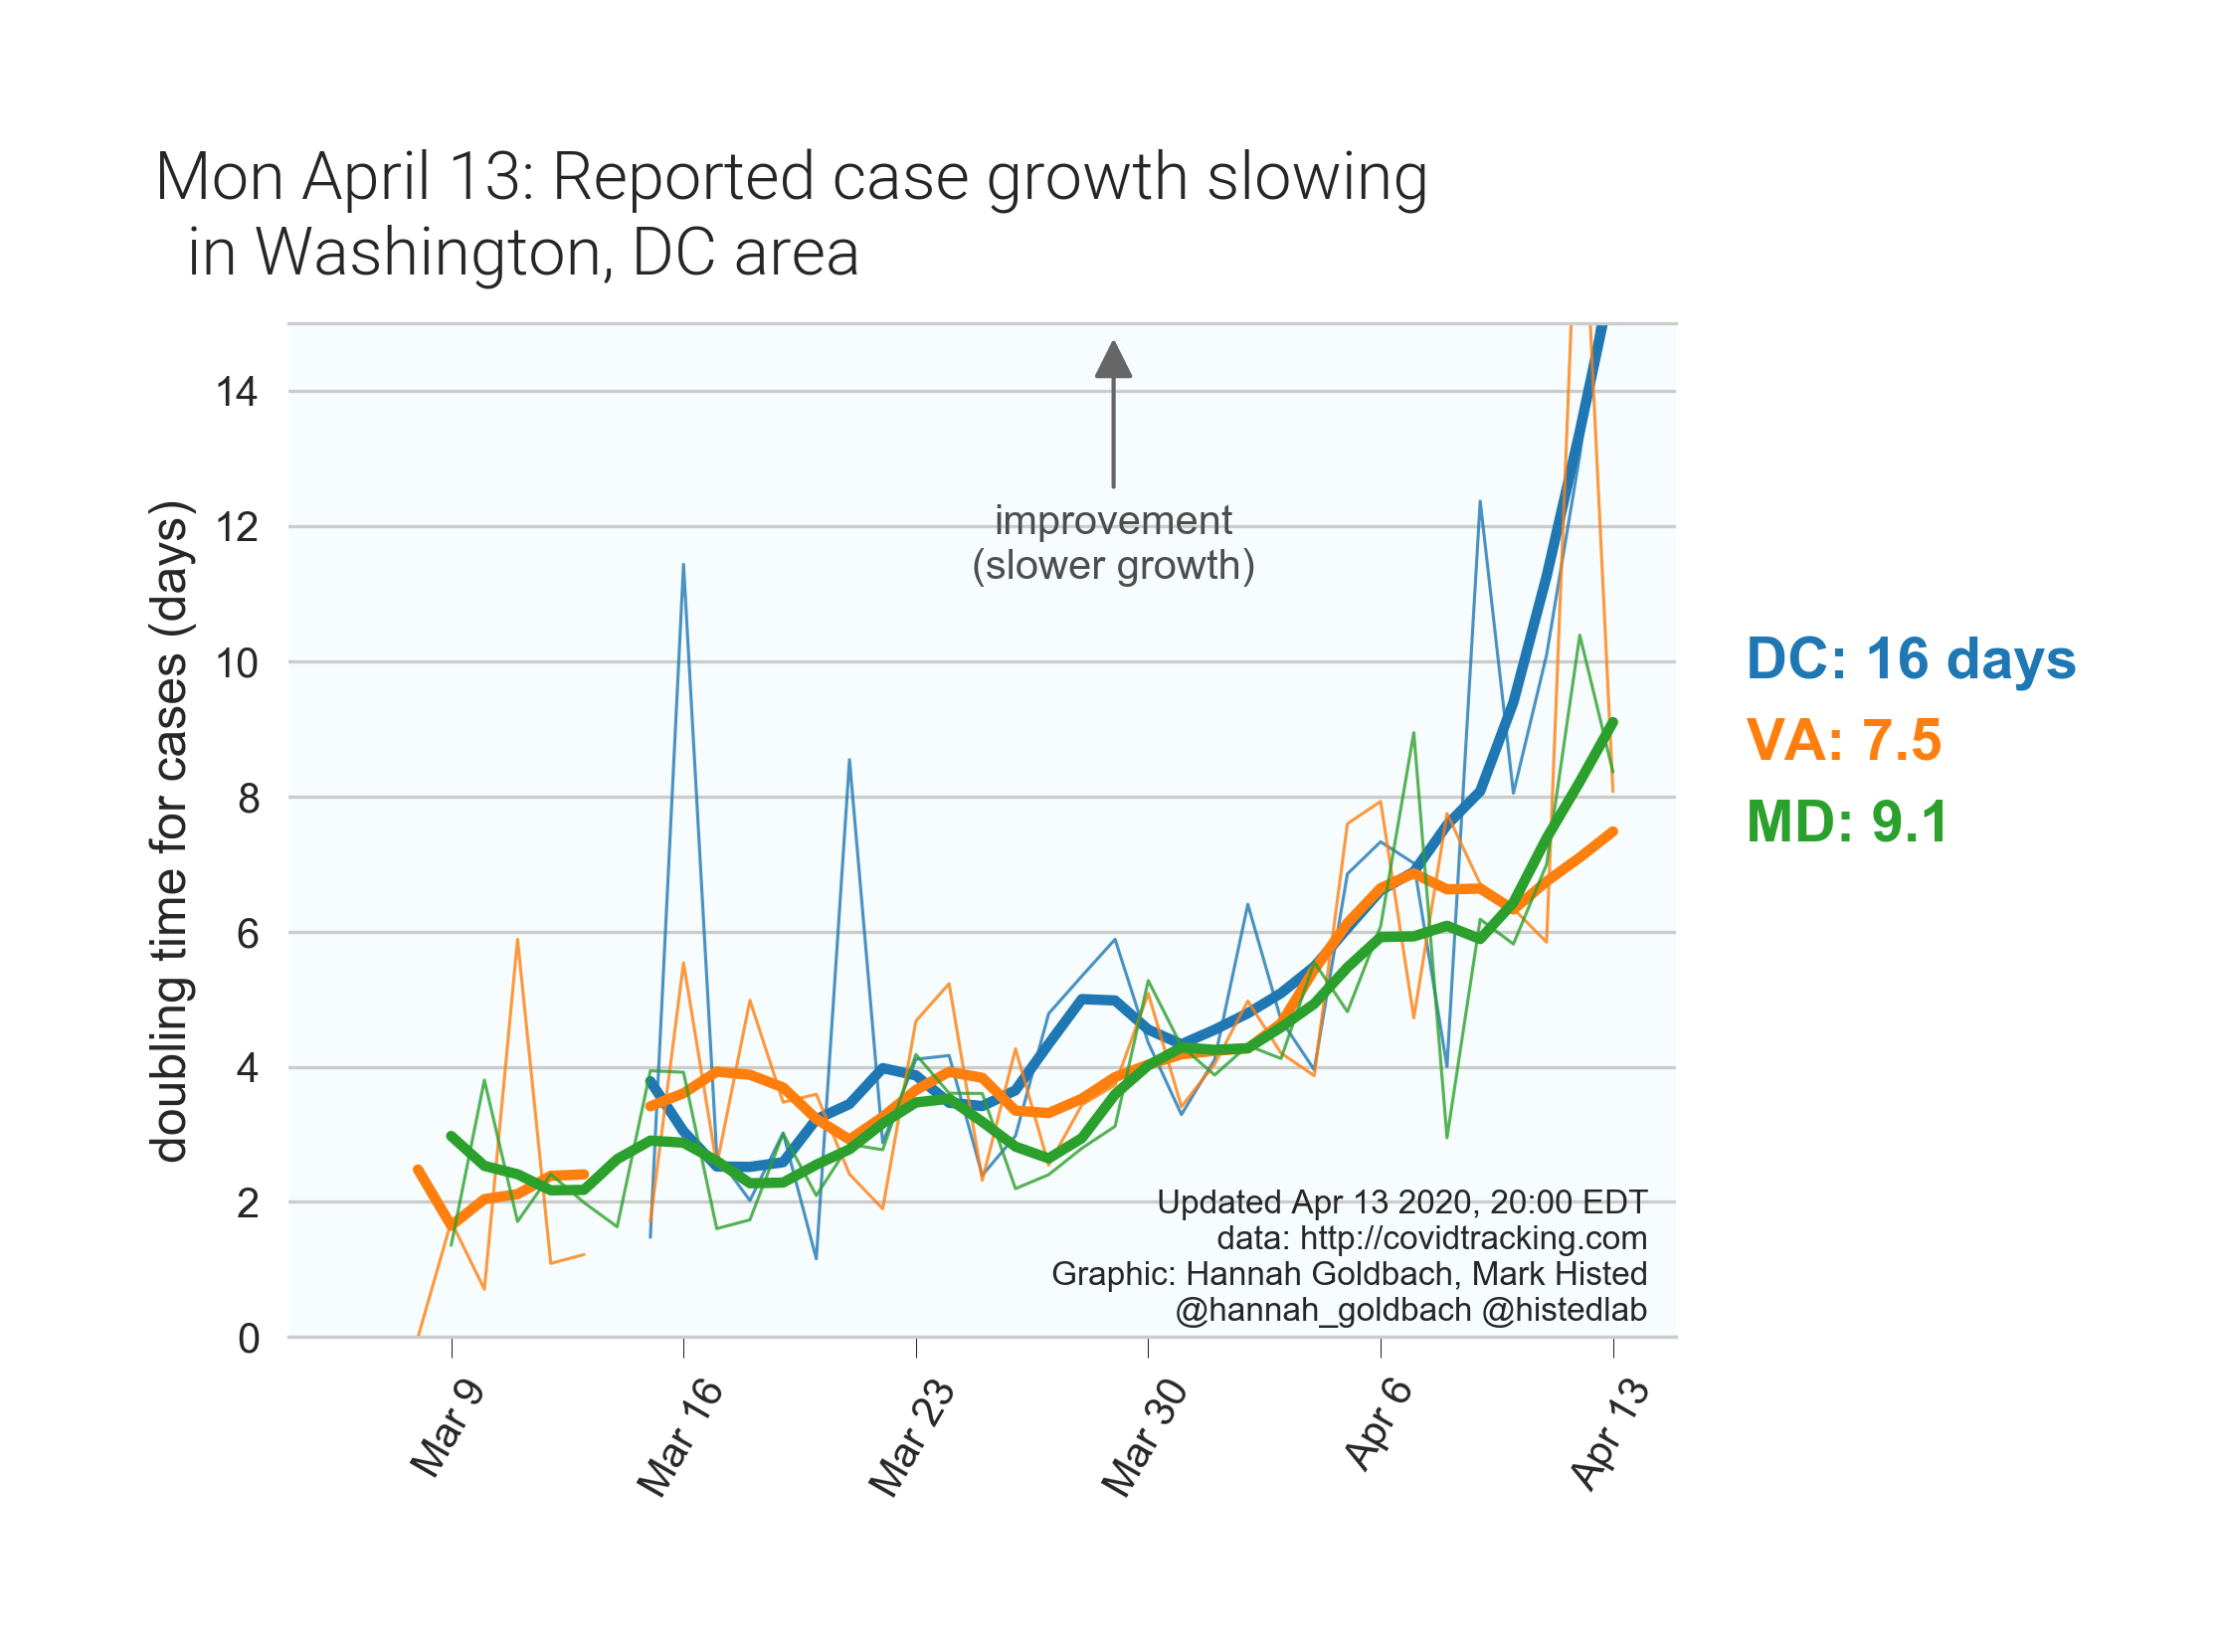 Mon April 13: Reported case growth slowing
in Washington, DC area
doubling time for cases (days)
14
12
10
8
6
4
2
0
improvement
(slower growth)
DC: 16 days
VA: 7.5
MD: 9.1
Updated Apr 13 2020, 20:00 EDT
data: http://covidtracking.com
Graphic: Hannah Goldbach, Mark Histed
@hannah_goldbach @histedlab
Mar 9
Mar 16
Mar 23
Mar 30
Apr 6
Apr 13